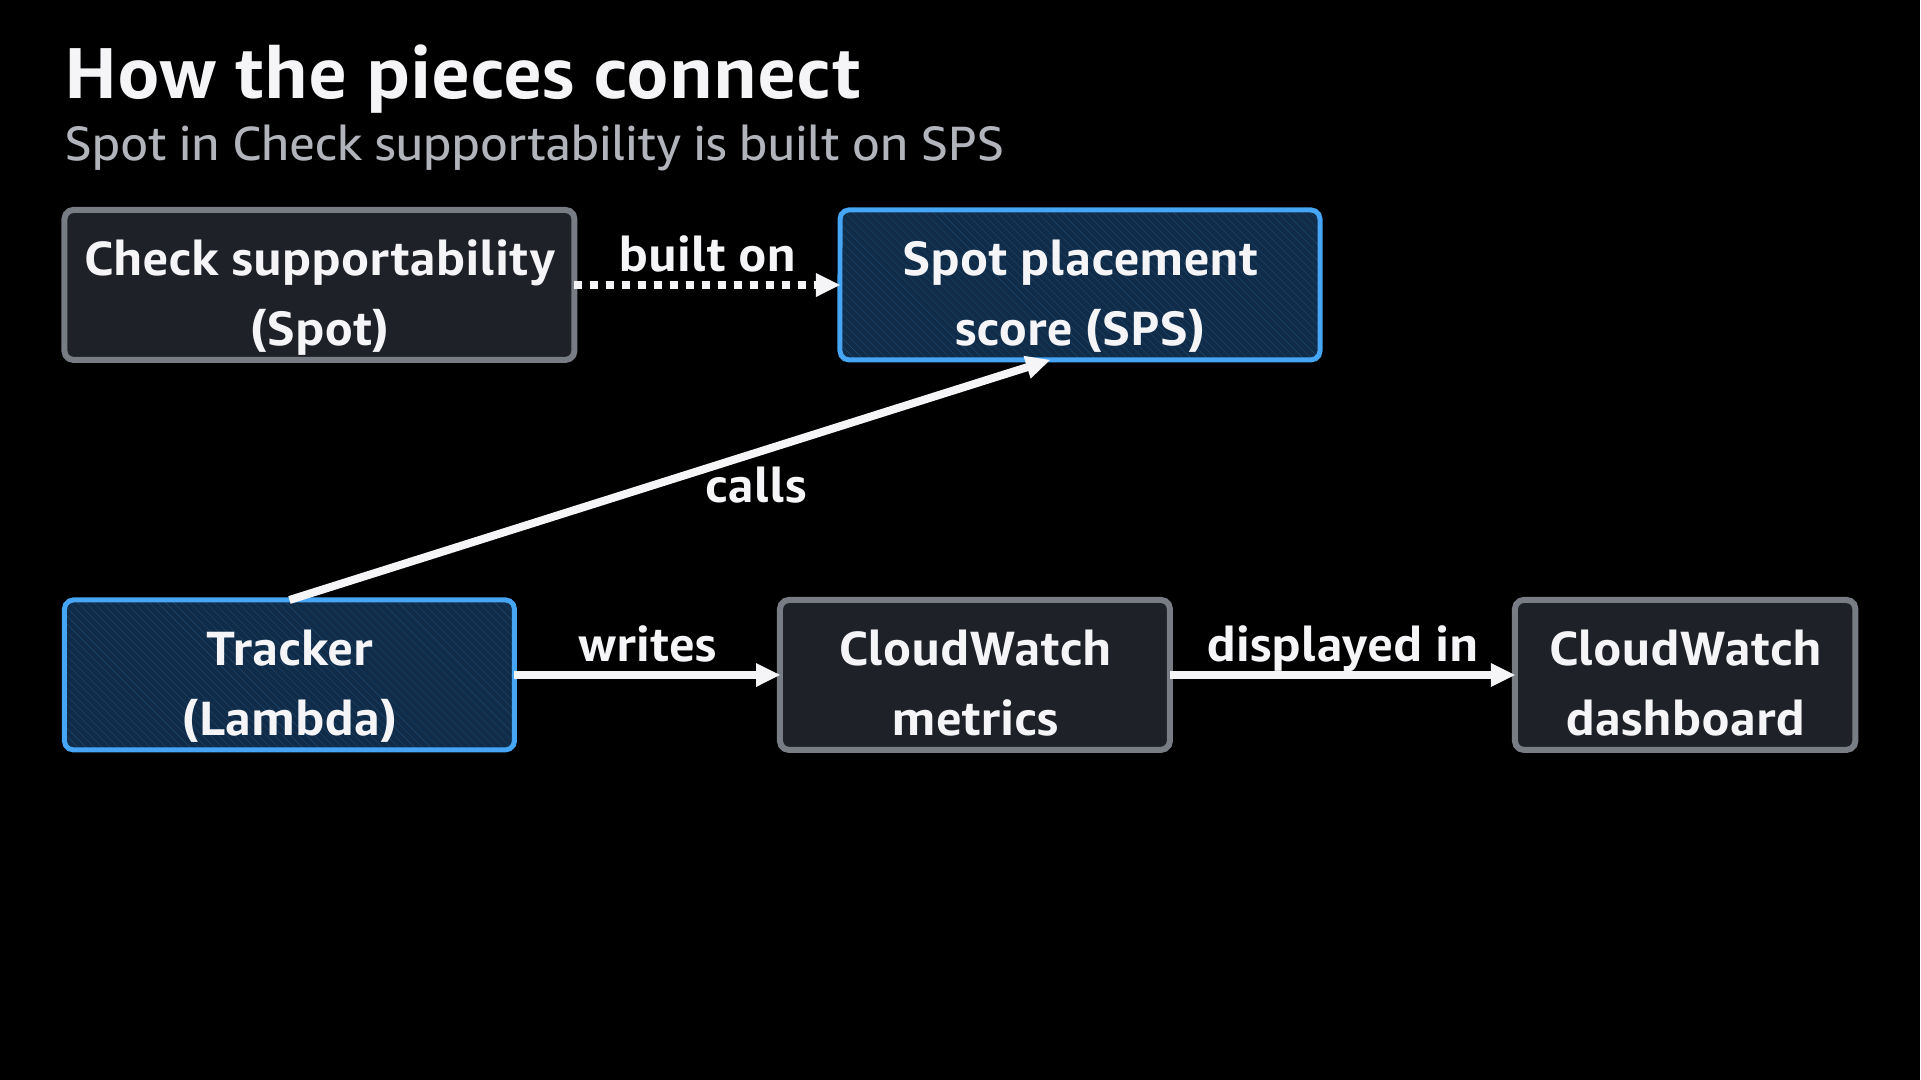 How the pieces connect
Spot in Check supportability is built on SPS
Check supportability
(Spot)
built on
Spot placement
score (SPS)
calls
Tracker
(Lambda)
writes
CloudWatch
metrics
displayed in
CloudWatch
dashboard